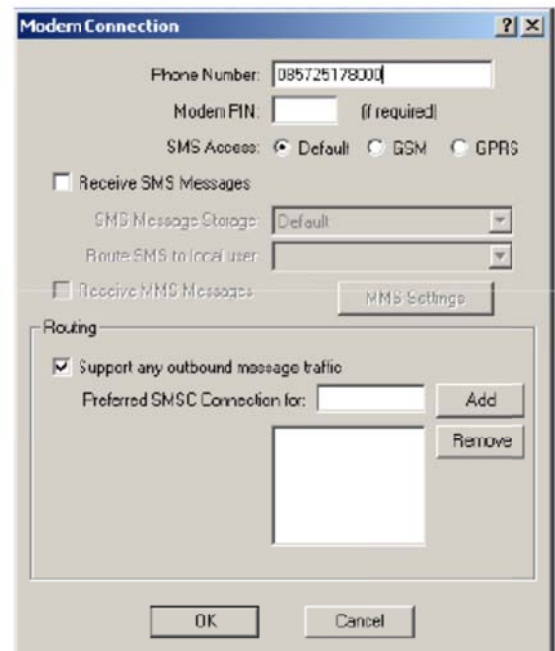 Modem Connection
Phone Number: 085725178000
Modem PIN: (if required)
SMS Access: Default GSM GPRS
Receive SMS Messages
SMS Message Storage: Default
Route SMS to local user:
Receive MMS Messages MMS Settings
Routing
Support any outbound message traffic
Preferred SMSC Connection for: Add
Remove
OK Cancel